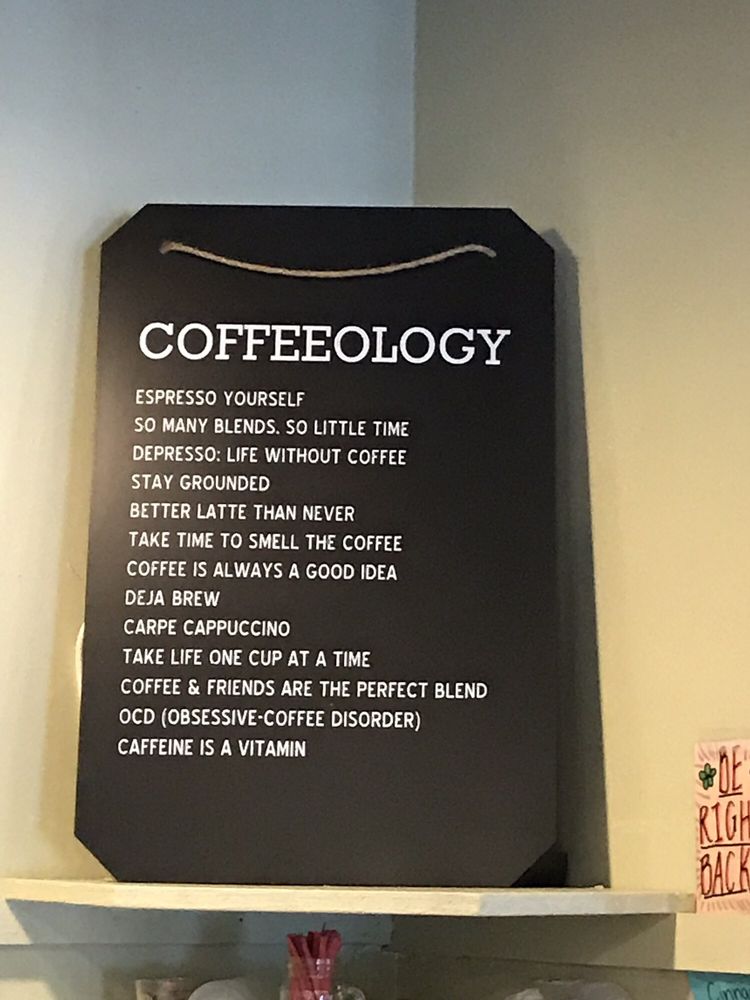 COFFEEOLOGY
ESPRESSO YOURSELF
SO MANY BLENDS. SO LITTLE TIME
DEPRESSO: LIFE WITHOUT COFFEE
STAY GROUNDED
BETTER LATTE THAN NEVER
TAKE TIME TO SMELL THE COFFEE
COFFEE IS ALWAYS A GOOD IDEA
DEJA BREW
CARPE CAPPUCCINO
TAKE LIFE ONE CUP AT A TIME
COFFEE & FRIENDS ARE THE PERFECT BLEND
OCD (OBSESSIVE-COFFEE DISORDER)
CAFFEINE IS A VITAMIN
BE
RIGH
BACK